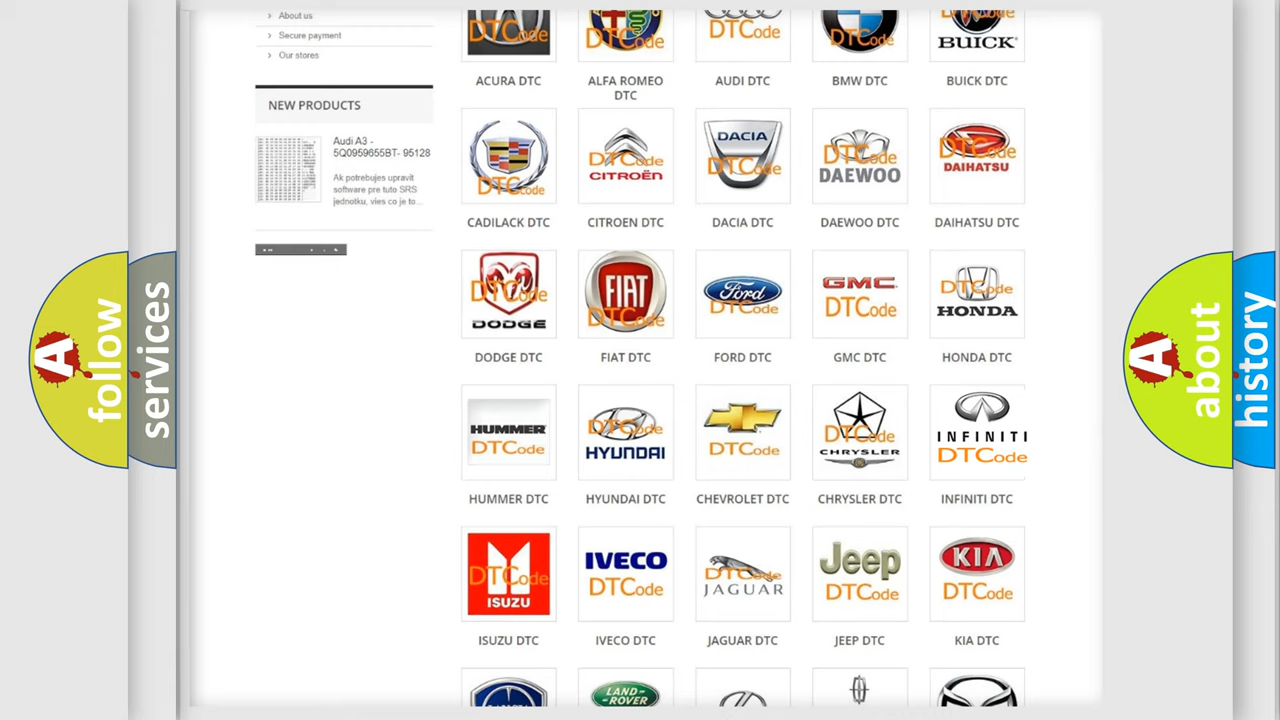 About us
Secure payment
Our stores
NEW PRODUCTS
Audi A3 -
5Q0959655BT- 95128
Ak potrebujes upravit
software pre tuto SRS
jednotku, vies co je to...
DTCode
DTCode
DTCode
DTCode
BUICK
ACURA DTC
ALFA ROMEO
DTC
AUDI DTC
BMW DTC
BUICK DTC
DTCode
DTCode
CITROËN
DACIA
DTCode
DTCode
DAEWOO
DTCode
DAIHATSU
CADILACK DTC
CITROEN DTC
DACIA DTC
DAEWOO DTC
DAIHATSU DTC
DTCode
DODGE
FIAT
DTCode
Ford
DTCode
GMC
DTCode
DTCode
HONDA
DODGE DTC
FIAT DTC
FORD DTC
GMC DTC
HONDA DTC
HUMMER
DTCode
DTCode
HYUNDAI
DTCode
DTCode
CHRYSLER
INFINITI
DTCode
HUMMER DTC
HYUNDAI DTC
CHEVROLET DTC
CHRYSLER DTC
INFINITI DTC
DTCode
ISUZU
IVECO
DTCode
DTCode
JAGUAR
Jeep
DTCode
KIA
DTCode
ISUZU DTC
IVECO DTC
JAGUAR DTC
JEEP DTC
KIA DTC
LAND-
ROVER
A follow
services
A about
history